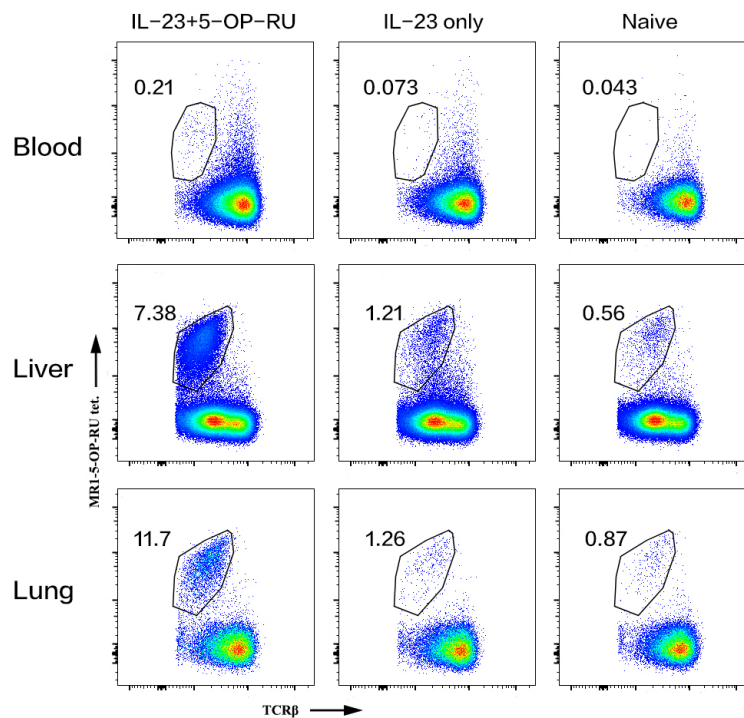 IL-23+5-OP-RU IL-23 only Naive
Blood 0.21 0.073 0.043
Liver 7.38 1.21 0.56
Lung 11.7 1.26 0.87
MR1-5-OP-RU tet.
TCRβ